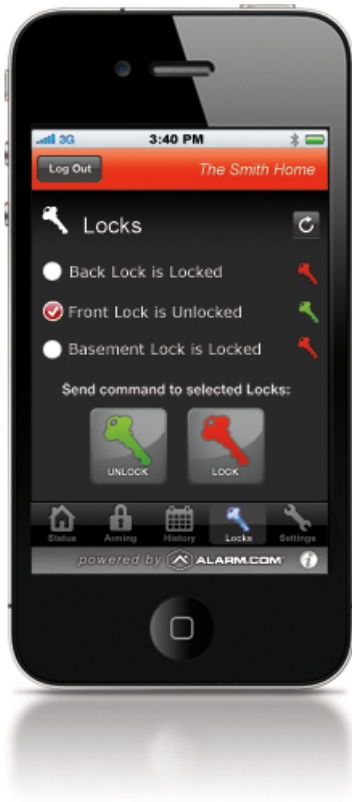 3G 3:40 PM
Log Out The Smith Home
Locks
Back Lock is Locked
Front Lock is Unlocked
Basement Lock is Locked
Send command to selected Locks:
UNLOCK LOCK
Status Arming History Locks Settings
powered by ALARM.COM i